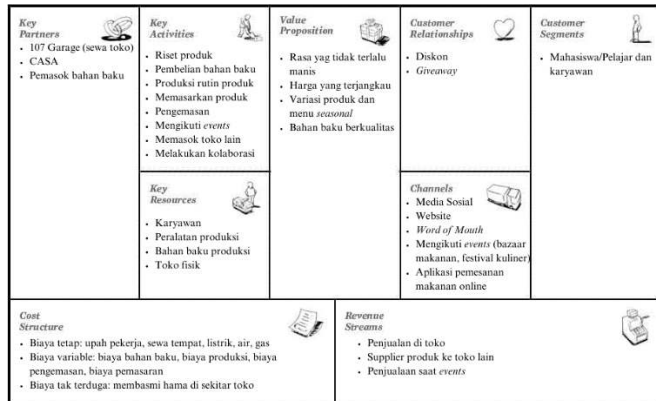 Key
Partners
• 107 Garage (sewa toko)
• CASA
• Pemasok bahan baku
Key
Activities
• Riset produk
• Pembelian bahan baku
• Produksi rutin produk
• Memasarkan produk
• Pengemasan
• Mengikuti events
• Memasok toko lain
• Melakukan kolaborasi
Key
Resources
• Karyawan
• Peralatan produksi
• Bahan baku produksi
• Toko fisik
Value
Proposition
• Rasa yag tidak terlalu
manis
• Harga yang terjangkau
• Variasi produk dan
menu seasonal
• Bahan baku berkualitas
Customer
Relationships
• Diskon
• Giveaway
Channels
• Media Sosial
• Website
• Word of Mouth
• Mengikuti events (bazaar
makanan, festival kuliner)
• Aplikasi pemesanan
makanan online
Customer
Segments
• Mahasiswa/Pelajar dan
karyawan
Cost
Structure
• Biaya tetap: upah pekerja, sewa tempat, listrik, air, gas
• Biaya variable: biaya bahan baku, biaya produksi, biaya
pengemasan, biaya pemasaran
• Biaya tak terduga: membasmi hama di sekitar toko
Revenue
Streams
• Penjualan di toko
• Supplier produk ke toko lain
• Penjualaan saat events